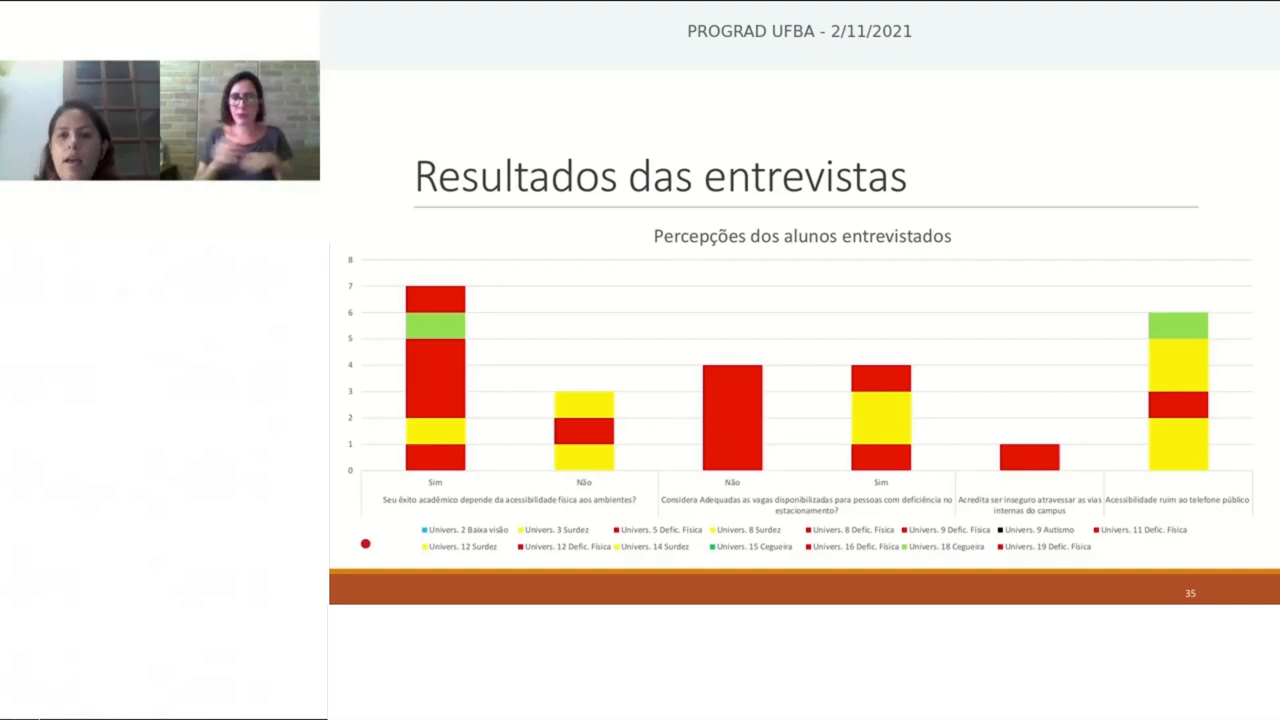 PROGRAD UFBA - 2/11/2021
Resultados das entrevistas
Percepções dos alunos entrevistados
8
7
6
5
4
3
2
1
0
Sim Não Não Sim
Seu êxito acadêmico depende da acessibilidade física aos ambientes?
Considera Adequadas as vagas disponibilizadas para pessoas com deficiência no
estacionamento?
Acredita ser inseguro atravessar as vias
internas do campus
Acessibilidade ruim ao telefone público
Univers. 2 Baixa visão Univers. 3 Surdez Univers. 5 Defic. Física Univers. 8 Surdez Univers. 8 Defic. Física Univers. 9 Defic. Física Univers. 9 Autismo Univers. 11 Defic. Física
Univers. 12 Surdez Univers. 12 Defic. Física Univers. 14 Surdez Univers. 15 Cegueira Univers. 16 Defic. Física Univers. 18 Cegueira Univers. 19 Defic. Física
35